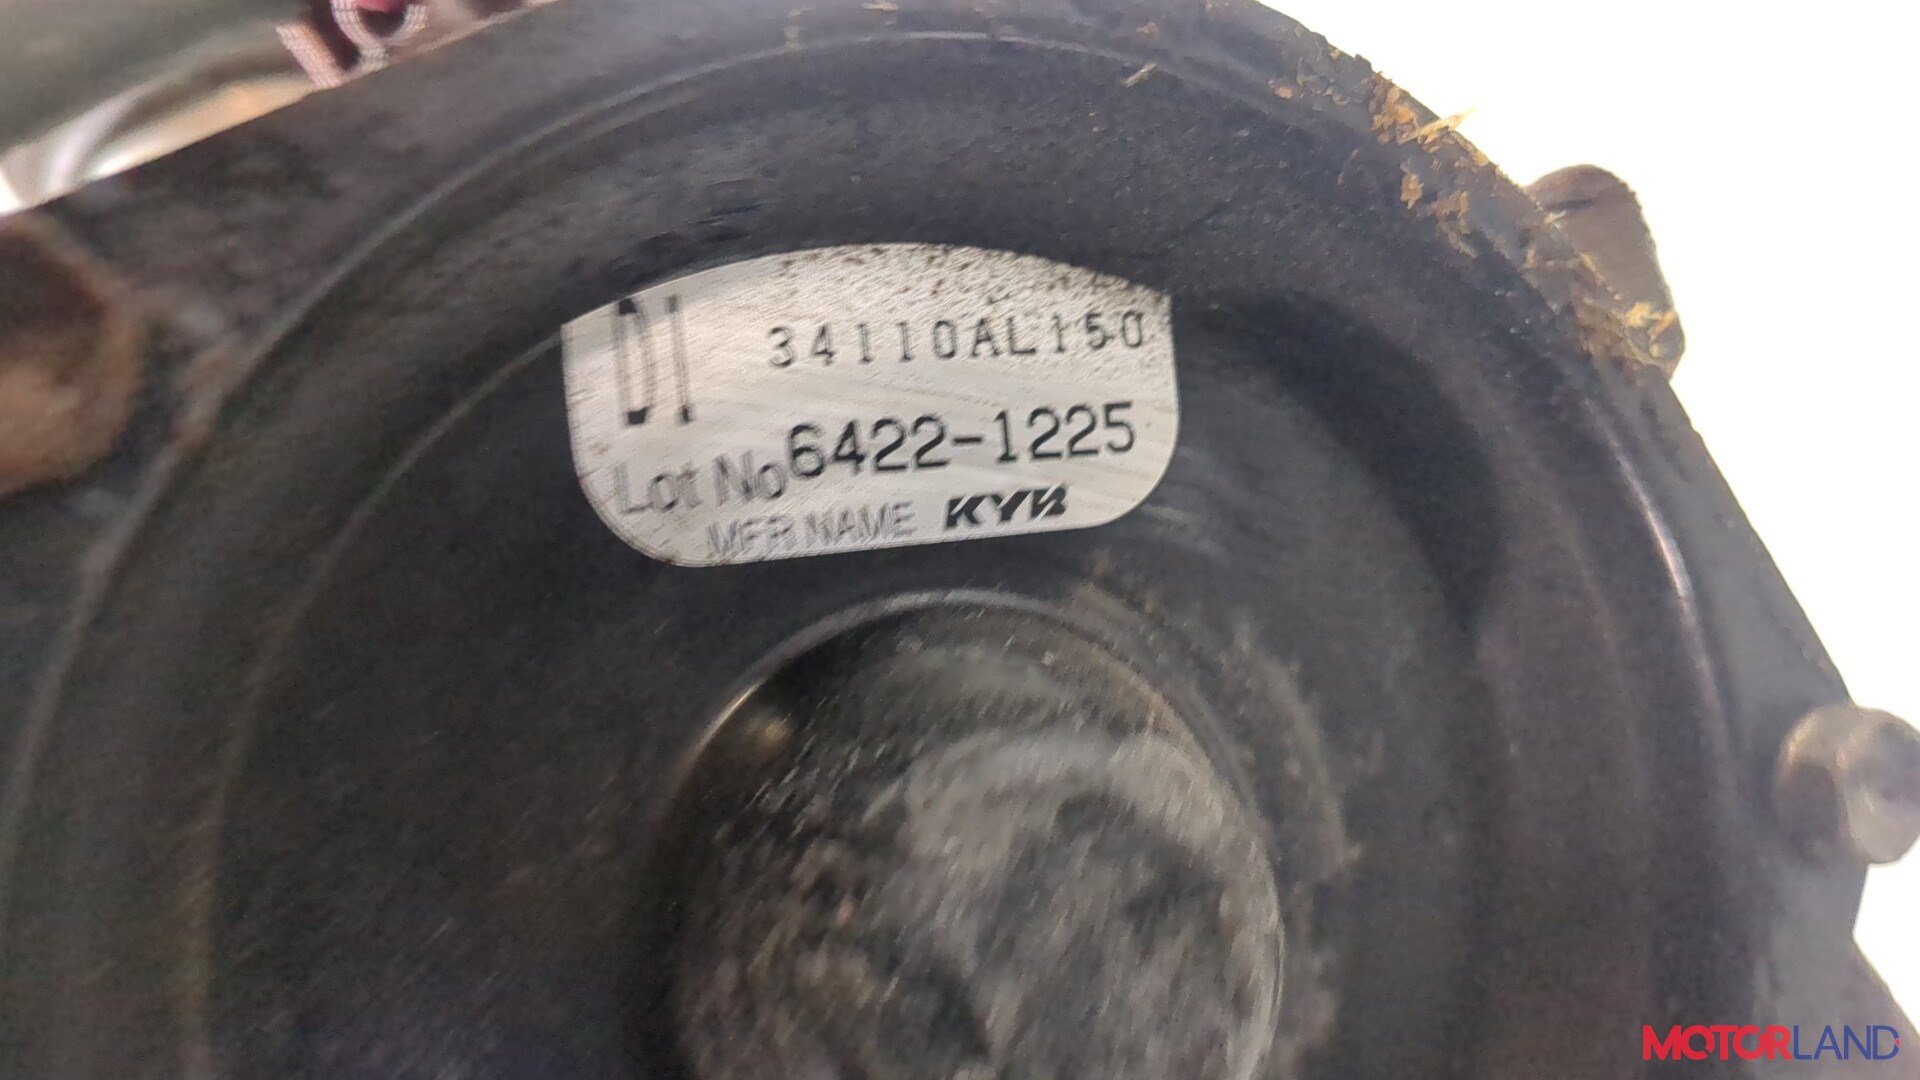 DI 34110AL150
Lot No 6422-1225
MFR NAME KYB
MOTORLAND